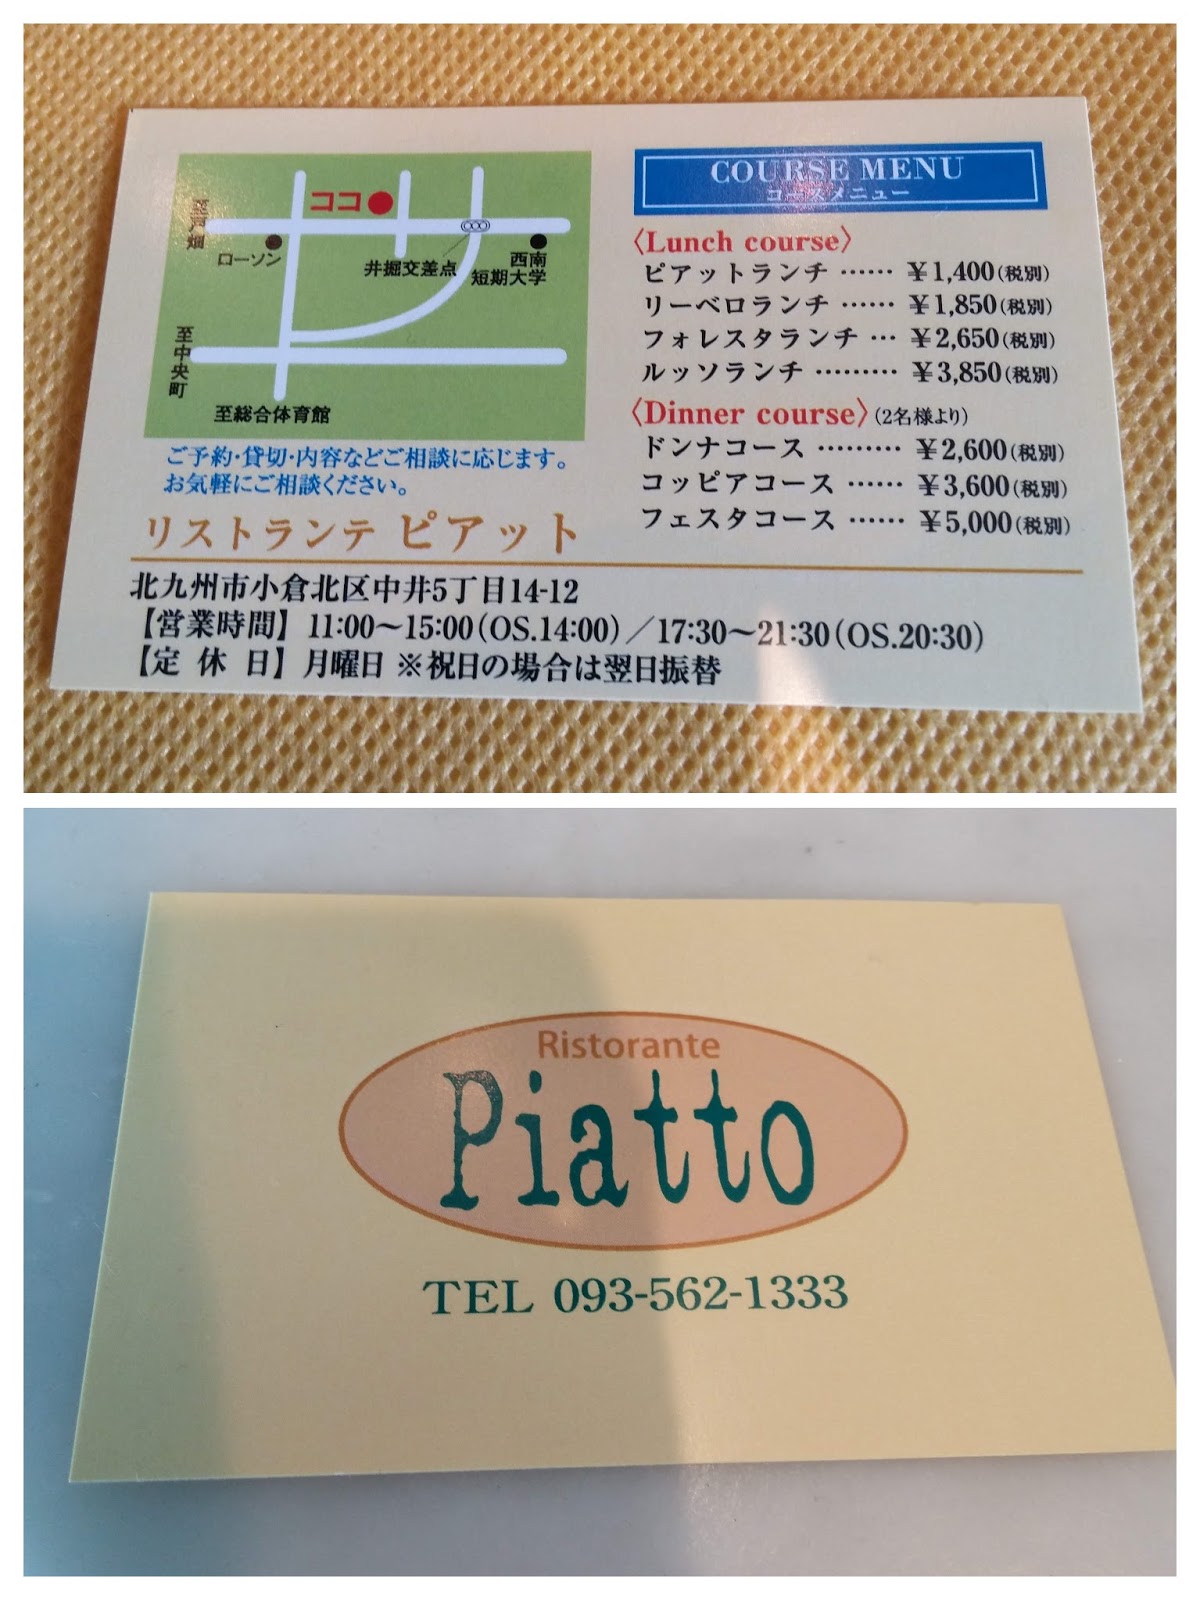 至戸畑
ココ
ローソン
井掘交差点
西南
短期大学
至中央町
至総合体育館
ご予約・貸切・内容などご相談に応じます。
お気軽にご相談ください。
COURSE MENU
コースメニュー
〈Lunch course〉
ピアットランチ …… ¥1,400(税別)
リーベロランチ …… ¥1,850(税別)
フォレスタランチ … ¥2,650(税別)
ルッソランチ ……… ¥3,850(税別)
〈Dinner course〉(2名様より)
ドンナコース ……… ¥2,600(税別)
コッピアコース …… ¥3,600(税別)
フェスタコース …… ¥5,000(税別)
リストランテ ピアット
北九州市小倉北区中井5丁目14-12
【営業時間】11:00〜15:00(OS.14:00)／17:30〜21:30(OS.20:30)
【定 休 日】月曜日 ※祝日の場合は翌日振替
Ristorante
Piatto
TEL 093-562-1333